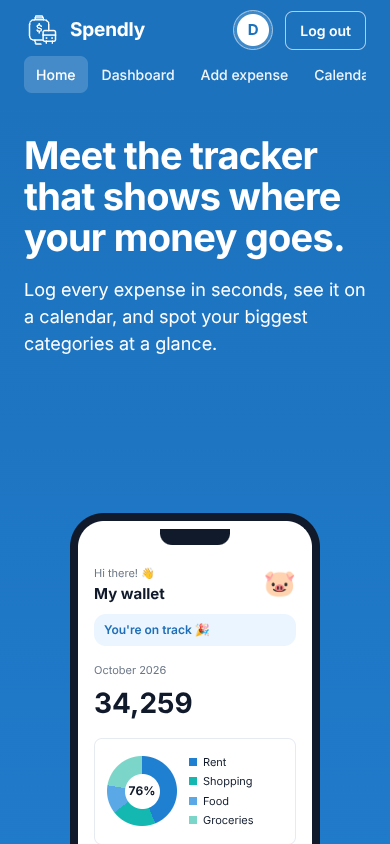 Spendly
D
Log out
Home
Dashboard
Add expense
Meet the tracker
that shows where
your money goes.
Log every expense in seconds, see it on
a calendar, and spot your biggest
categories at a glance.
Hi there! 👋
My wallet
You're on track 🎉
October 2026
34,259
76%
Rent
Shopping
Food
Groceries